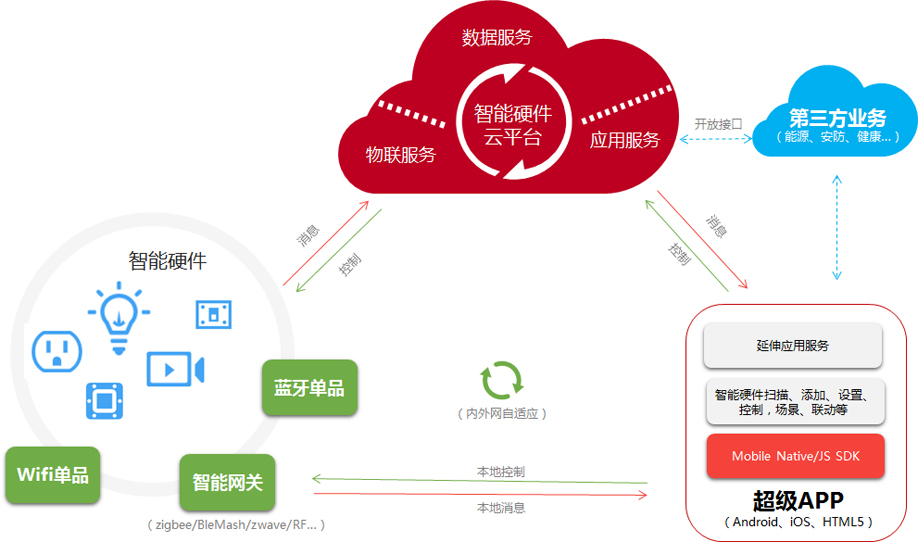 数据服务
智能硬件
云平台
物联服务
应用服务
开放接口
第三方业务
（能源、安防、健康...）
消息
控制
消息
控制
智能硬件
蓝牙单品
Wifi单品
智能网关
（zigbee/BleMash/zwave/RF...）
（内外网自适应）
本地控制
本地消息
延伸应用服务
智能硬件扫描、添加、设置、
控制，场景、联动等
Mobile Native/JS SDK
超级APP
（Android、iOS、HTML5）